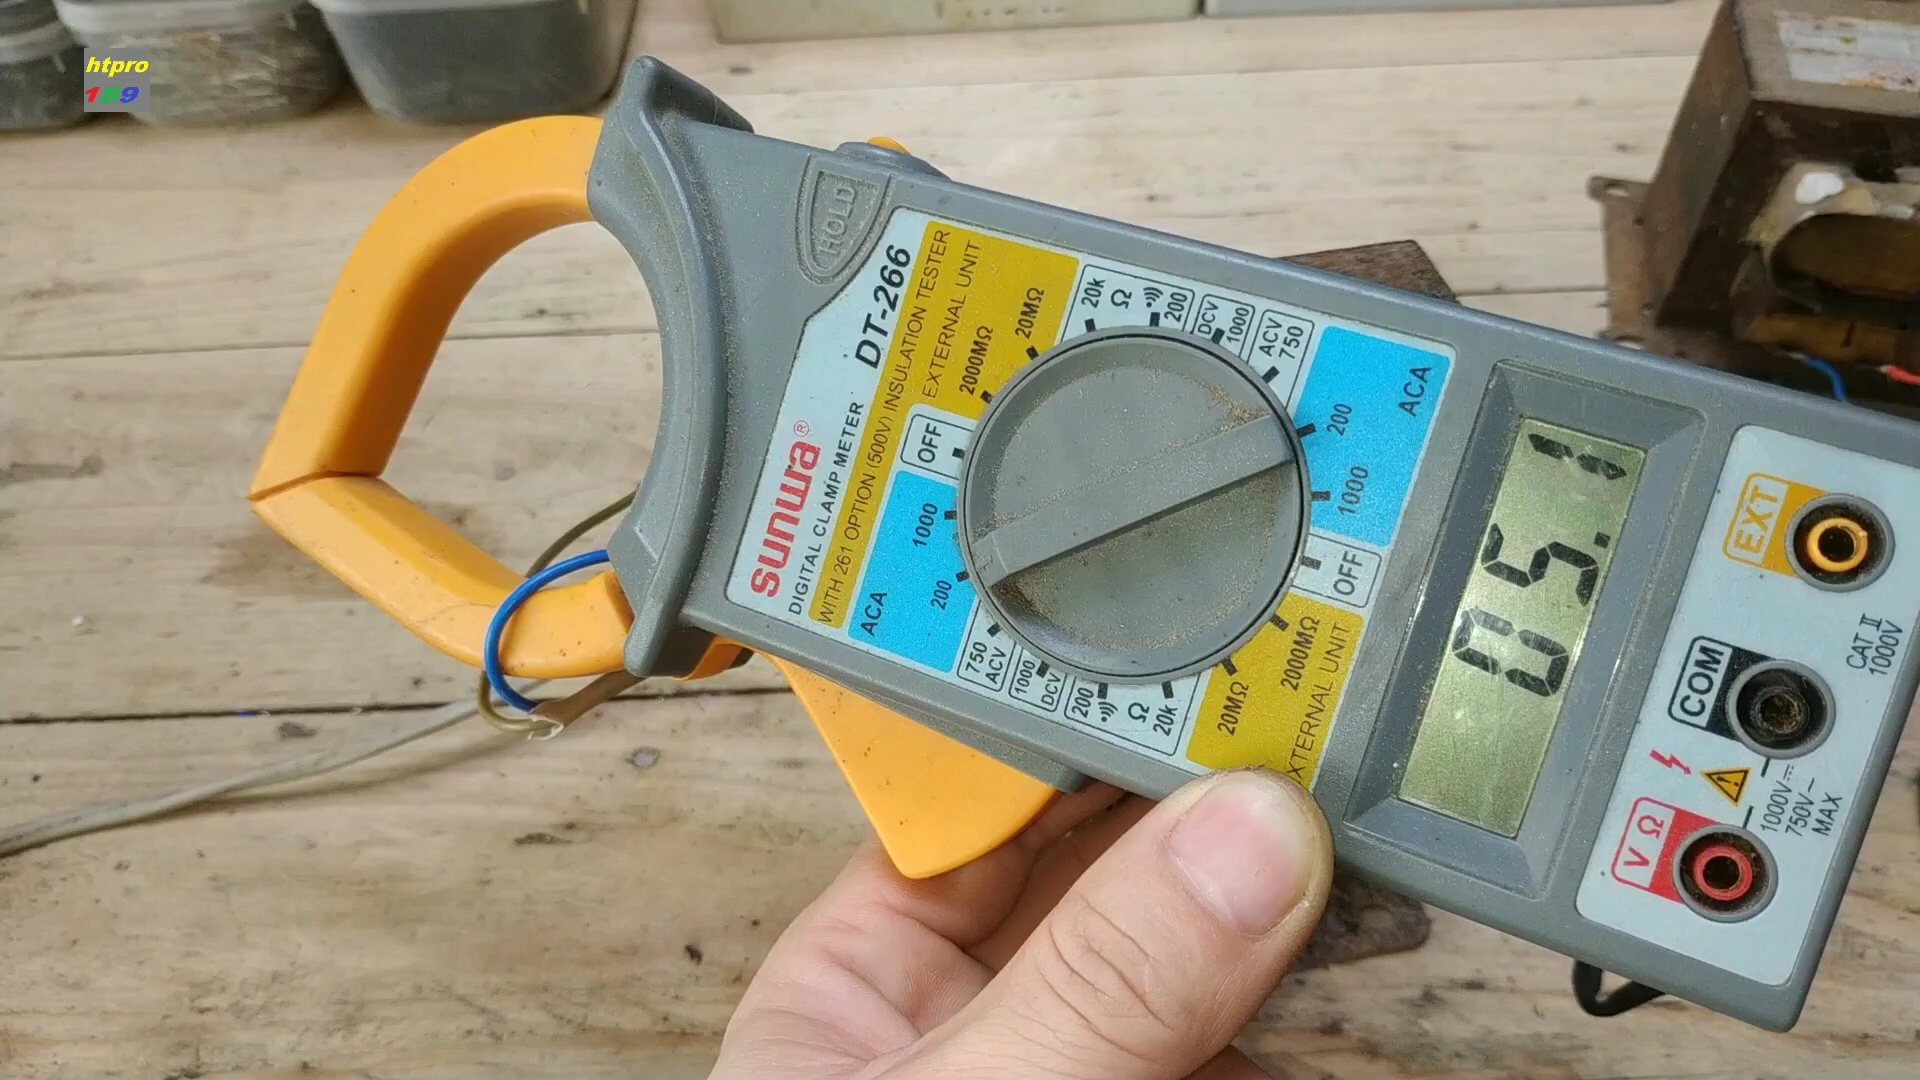 htpro
189
HOLD
DT-266
sunwa®
DIGITAL CLAMP METER
WITH 261 OPTION (500V) INSULATION TESTER
EXTERNAL UNIT
2000MΩ
20MΩ
20k
Ω
200
DCV
1000
ACV
750
200
1000
ACA
OFF
2000MΩ
20MΩ
EXTERNAL UNIT
OFF
1000
200
ACA
750
ACV
1000
DCV
200
Ω
20k
05.1
EXT
COM
VΩ
CAT II
1000V
1000V
750V~
MAX